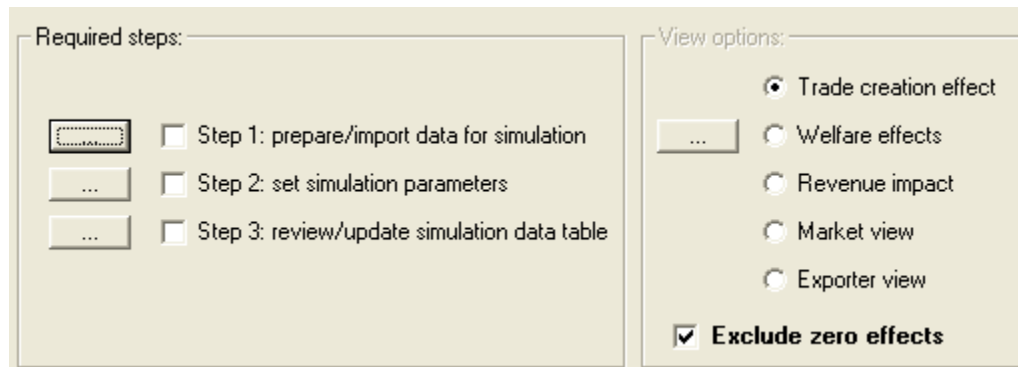 Required steps:
... Step 1: prepare/import data for simulation
... Step 2: set simulation parameters
... Step 3: review/update simulation data table
View options:
Trade creation effect
... Welfare effects
Revenue impact
Market view
Exporter view
Exclude zero effects